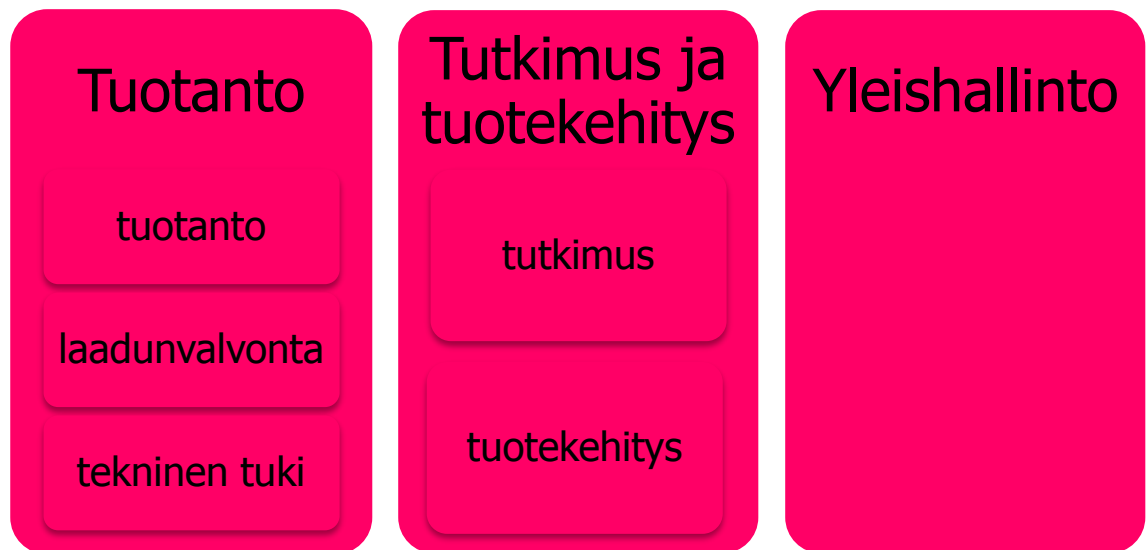 Tuotanto
tuotanto
laadunvalvonta
tekninen tuki
Tutkimus ja
tuotekehitys
tutkimus
tuotekehitys
Yleishallinto